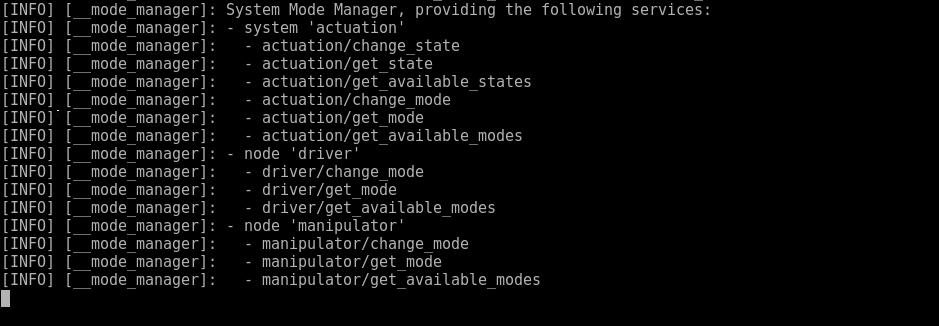 [INFO] [__mode_manager]: System Mode Manager, providing the following services:
[INFO] [__mode_manager]: - system 'actuation'
[INFO] [__mode_manager]:   - actuation/change_state
[INFO] [__mode_manager]:   - actuation/get_state
[INFO] [__mode_manager]:   - actuation/get_available_states
[INFO] [__mode_manager]:   - actuation/change_mode
[INFO] [__mode_manager]:   - actuation/get_mode
[INFO] [__mode_manager]:   - actuation/get_available_modes
[INFO] [__mode_manager]: - node 'driver'
[INFO] [__mode_manager]:   - driver/change_mode
[INFO] [__mode_manager]:   - driver/get_mode
[INFO] [__mode_manager]:   - driver/get_available_modes
[INFO] [__mode_manager]: - node 'manipulator'
[INFO] [__mode_manager]:   - manipulator/change_mode
[INFO] [__mode_manager]:   - manipulator/get_mode
[INFO] [__mode_manager]:   - manipulator/get_available_modes